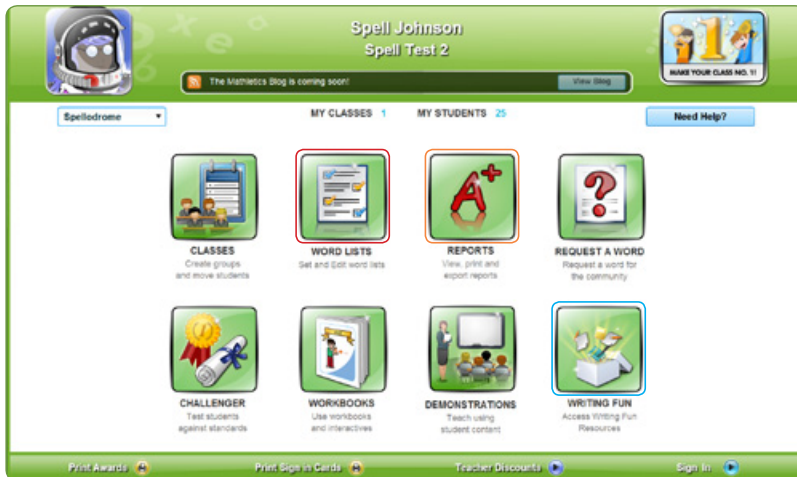 Spell Johnson
Spell Test 2
MAKE YOUR CLASS NO. 1!
The Mathletics Blog is coming soon!
View Blog
Spellodrome
MY CLASSES 1
MY STUDENTS 25
Need Help?
CLASSES
Create groups
and move students
WORD LISTS
Set and Edit word lists
A+
REPORTS
View, print and
export reports
?
REQUEST A WORD
Request a word for
the community
1
CHALLENGER
Test students
against standards
WORKBOOKS
Use workbooks
and interactives
DEMONSTRATIONS
Teach using
student content
WRITING FUN
Access Writing Fun
Resources
Print Awards
Print Sign in Cards
Teacher Discounts
Sign In